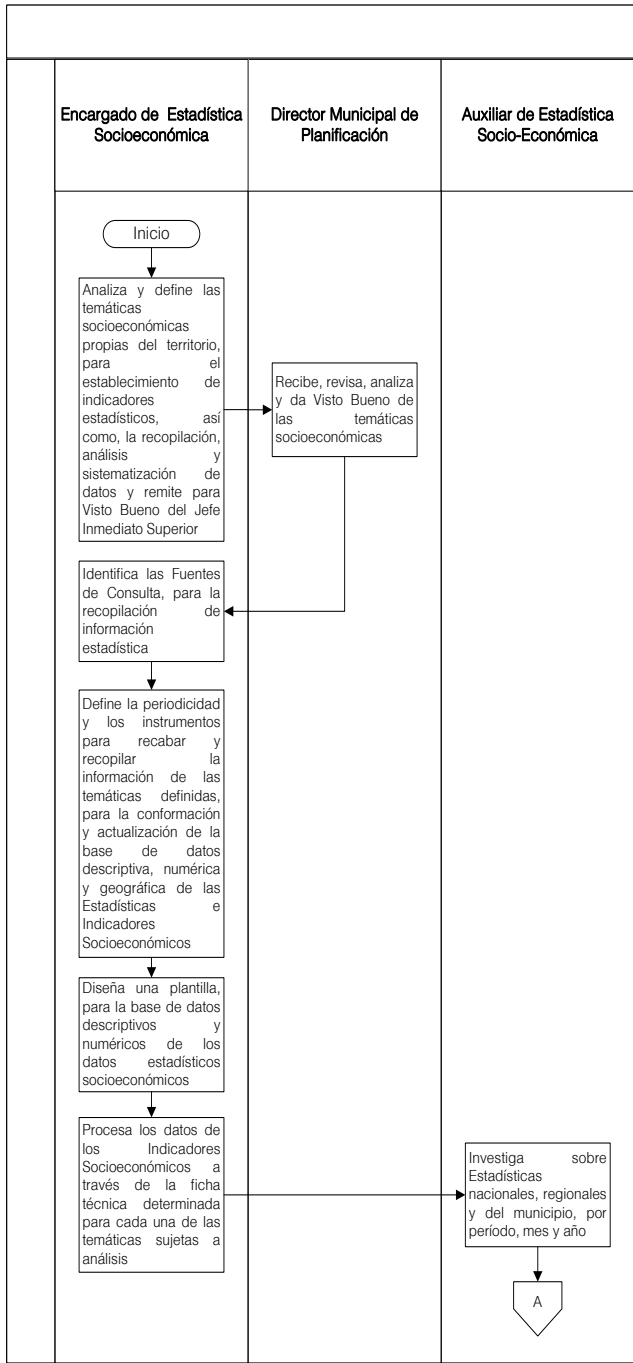 Encargado de Estadística
Socioeconómica
Director Municipal de
Planificación
Auxiliar de Estadística
Socio-Económica
Inicio
Analiza y define las
temáticas
socioeconómicas
propias del territorio,
para el
establecimiento de
indicadores
estadísticos, así
como, la recopilación,
análisis y
sistematización de
datos y remite para
Visto Bueno del Jefe
Inmediato Superior
Recibe, revisa, analiza
y da Visto Bueno de
las temáticas
socioeconómicas
Identifica las Fuentes
de Consulta, para la
recopilación de
información
estadística
Define la periodicidad
y los instrumentos
para recabar y
recopilar la
información de las
temáticas definidas,
para la conformación
y actualización de la
base de datos
descriptiva, numérica
y geográfica de las
Estadísticas e
Indicadores
Socioeconómicos
Diseña una plantilla,
para la base de datos
descriptivos y
numéricos de los
datos estadísticos
socioeconómicos
Procesa los datos de
los Indicadores
Socioeconómicos a
través de la ficha
técnica determinada
para cada una de las
temáticas sujetas a
análisis
Investiga sobre
Estadísticas
nacionales, regionales
y del municipio, por
período, mes y año
A